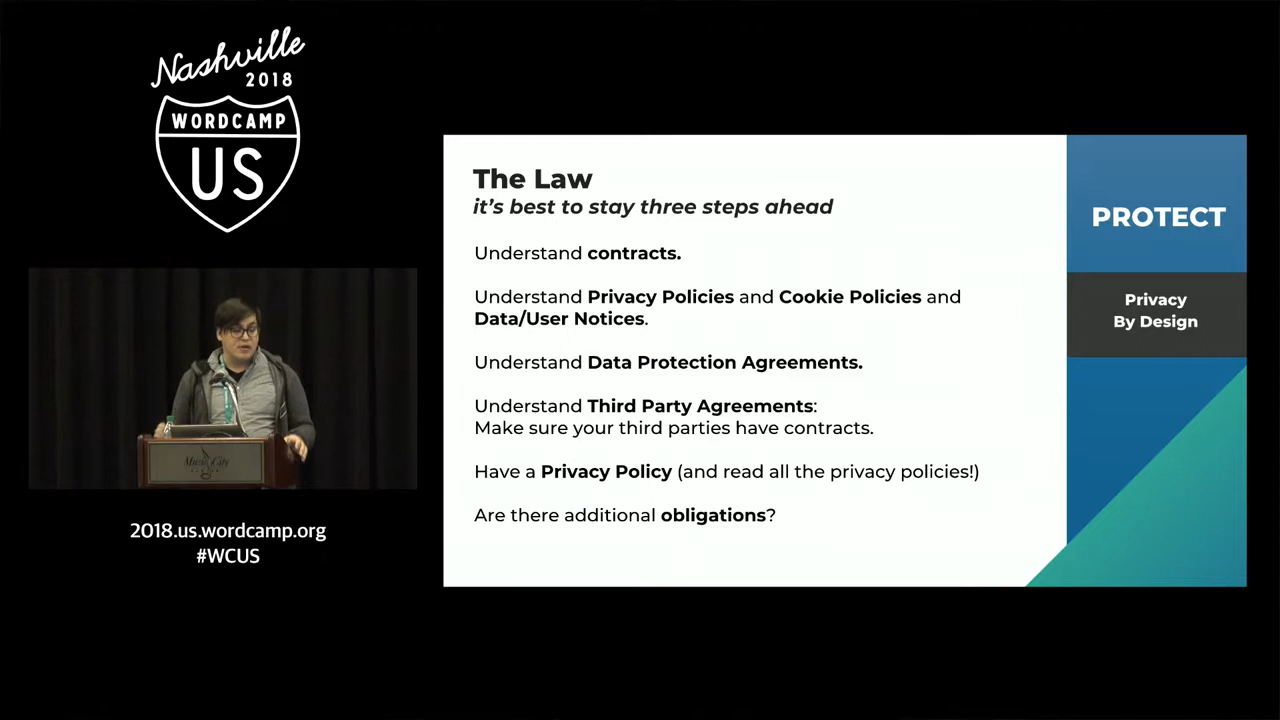 Nashville
2018
WORDCAMP
US
The Law
it's best to stay three steps ahead
Understand contracts.
Understand Privacy Policies and Cookie Policies and
Data/User Notices.
Understand Data Protection Agreements.
Understand Third Party Agreements:
Make sure your third parties have contracts.
Have a Privacy Policy (and read all the privacy policies!)
Are there additional obligations?
PROTECT
Privacy
By Design
Music City
2018.us.wordcamp.org
#WCUS